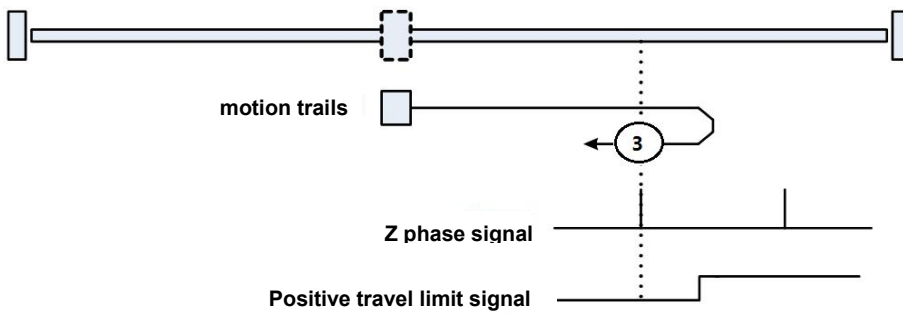 motion trails
3
Z phase signal
Positive travel limit signal